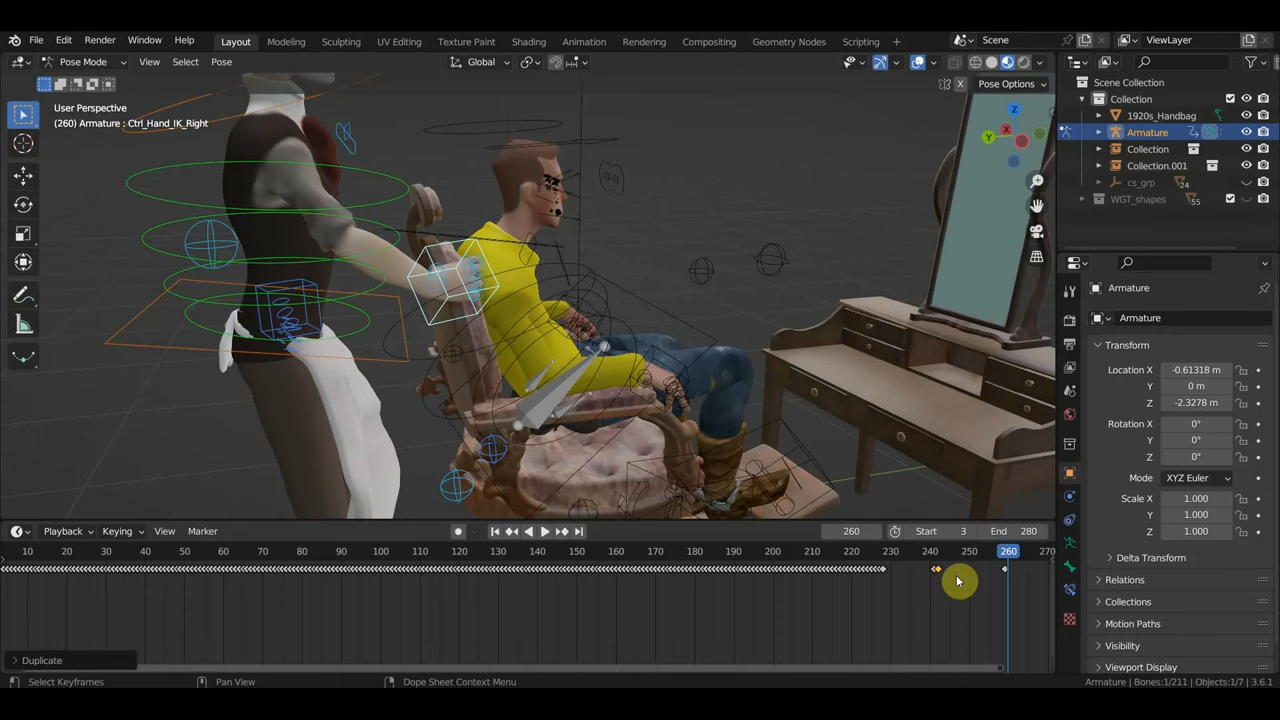 File Edit Render Window Help Layout Modeling Sculpting UV Editing Texture Paint Shading Animation Rendering Compositing Geometry Nodes Scripting + Scene ViewLayer
Pose Mode View Select Pose Global
X Pose Options
User Perspective
(260) Armature : Ctrl_Hand_IK_Right
Z
Y X
Scene Collection
Collection
1920s_Handbag
Armature
Collection
Collection.001
cs_grp 24
WGT_shapes 55
Armature
Armature
Transform
Location X -0.61318 m
Y 0 m
Z -2.3278 m
Rotation X 0°
Y 0°
Z 0°
Mode XYZ Euler
Scale X 1.000
Y 1.000
Z 1.000
Delta Transform
Relations
Collections
Motion Paths
Visibility
Viewport Display
Playback Keying View Marker 260 Start 3 End 280
10 20 30 40 50 60 70 80 90 100 110 120 130 140 150 160 170 180 190 200 210 220 230 240 250 260 270
Duplicate
Select Keyframes Pan View Dope Sheet Context Menu Armature | Bones:1/211 | Objects:1/7 | 3.6.1